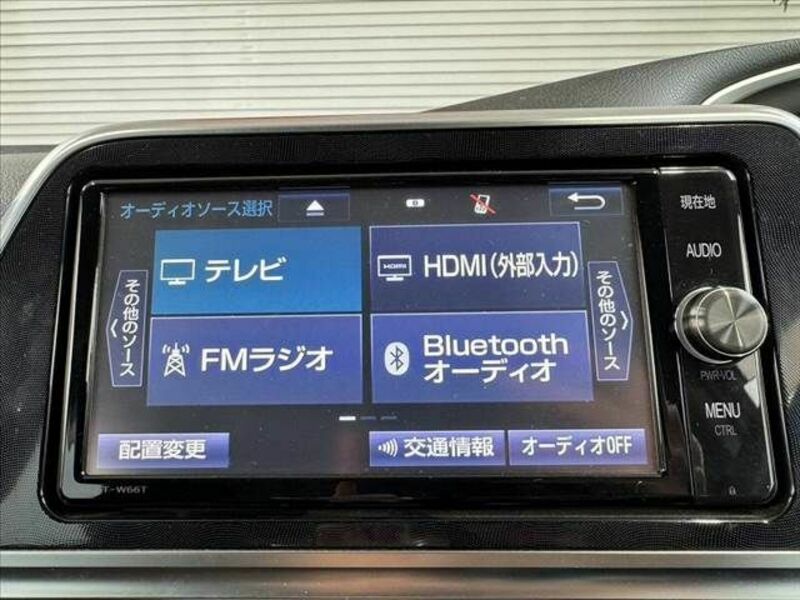 オーディオソース選択
現在地
テレビ
HDMI
HDMI(外部入力)
AUDIO
その他のソース
その他のソース
FMラジオ
Bluetooth
オーディオ
PWR·VOL
MENU
CTRL
配置変更
交通情報
オーディオOFF
T-W66T